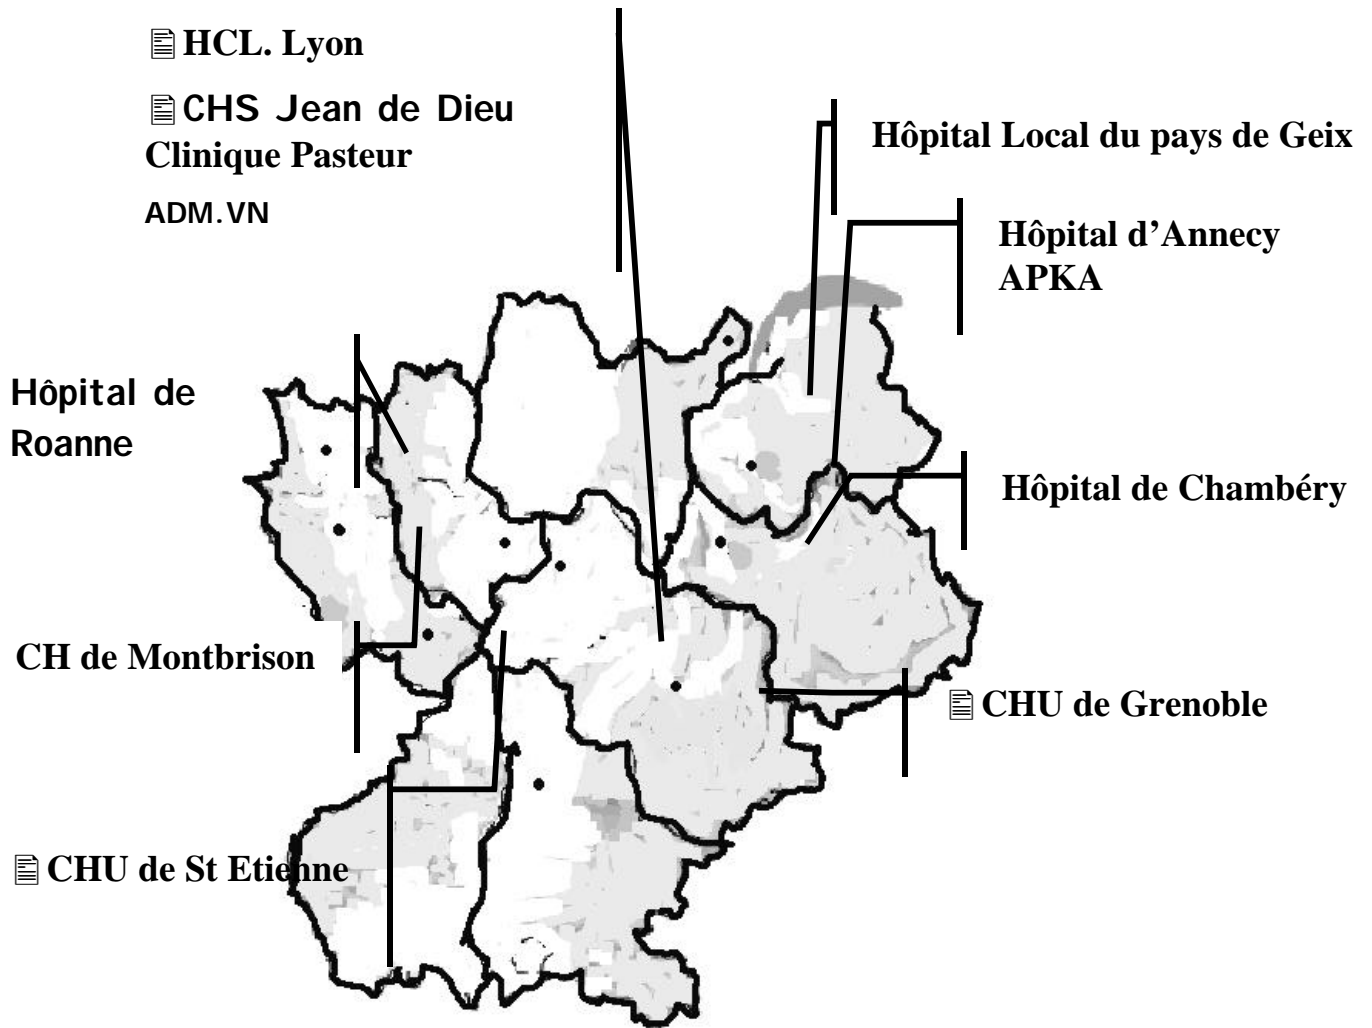 HCL. Lyon
CHS Jean de Dieu
Clinique Pasteur
ADM.VN
Hôpital Local du pays de Geix
Hôpital d’Annecy
APKA
Hôpital de
Roanne
Hôpital de Chambéry
CH de Montbrison
CHU de Grenoble
CHU de St Etienne